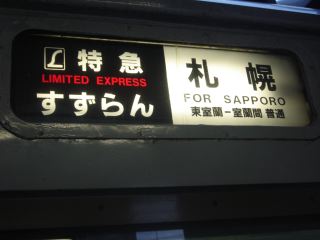 L 特急
LIMITED EXPRESS
すずらん
札幌
FOR SAPPORO
東室蘭－室蘭間 普通